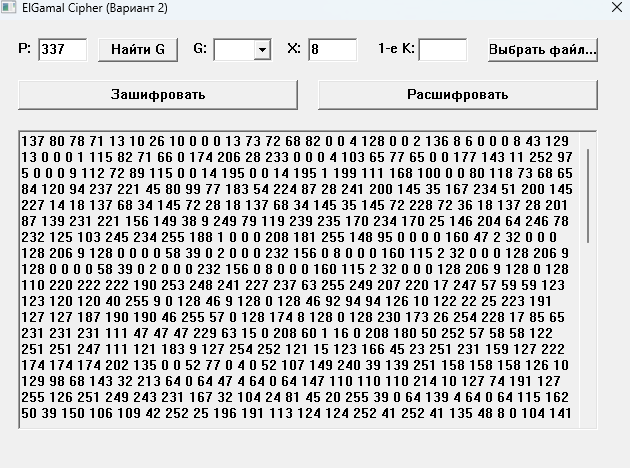 ElGamal Cipher (Вариант 2)
P: 337 Найти G G: X: 8 1-е K: Выбрать файл...
Зашифровать Расшифровать
137 80 78 71 13 10 26 10 0 0 0 13 73 72 68 82 0 0 4 128 0 0 2 136 8 6 0 0 0 8 43 129
13 0 0 0 1 115 82 71 66 0 174 206 28 233 0 0 0 4 103 65 77 65 0 0 177 143 11 252 97
5 0 0 0 9 112 72 89 115 0 0 14 195 0 0 14 195 1 199 111 168 100 0 0 80 118 73 68 65
84 120 94 237 221 45 80 99 77 183 54 224 87 28 241 200 145 35 167 234 51 200 145
227 14 18 137 68 34 145 72 28 18 137 68 34 145 35 145 72 228 72 36 18 137 28 201
87 139 231 221 156 149 38 9 249 79 119 239 235 170 234 170 25 146 204 64 246 78
232 125 103 245 234 255 188 1 0 0 0 208 181 255 148 95 0 0 0 0 160 47 2 32 0 0 0
128 206 9 128 0 0 0 0 58 39 0 2 0 0 0 232 156 0 8 0 0 0 160 115 2 32 0 0 0 128 206 9
128 0 0 0 0 58 39 0 2 0 0 0 232 156 0 8 0 0 0 160 115 2 32 0 0 0 128 206 9 128 0 128
110 220 222 222 190 253 248 241 227 237 63 255 249 207 220 17 247 57 59 59 123
123 120 120 40 255 9 0 128 46 9 128 0 128 46 92 94 94 126 10 122 22 25 223 191
127 127 187 190 190 46 255 57 0 128 174 8 128 0 128 230 173 26 254 228 17 85 65
231 231 231 111 47 47 47 229 63 15 0 208 60 1 16 0 208 180 50 252 57 58 58 122
251 251 247 111 121 183 9 127 254 252 121 15 123 166 45 23 251 231 159 127 222
174 174 174 202 135 0 0 52 77 0 4 0 52 107 149 240 39 139 251 158 158 158 126 10
129 98 68 143 32 213 64 0 64 47 4 64 0 64 147 110 110 110 214 10 127 74 191 127
255 126 251 249 243 231 167 32 104 24 81 45 20 255 39 0 64 139 4 64 0 64 115 162
50 39 150 106 109 42 252 25 196 191 113 124 124 252 41 252 41 135 48 8 0 104 141